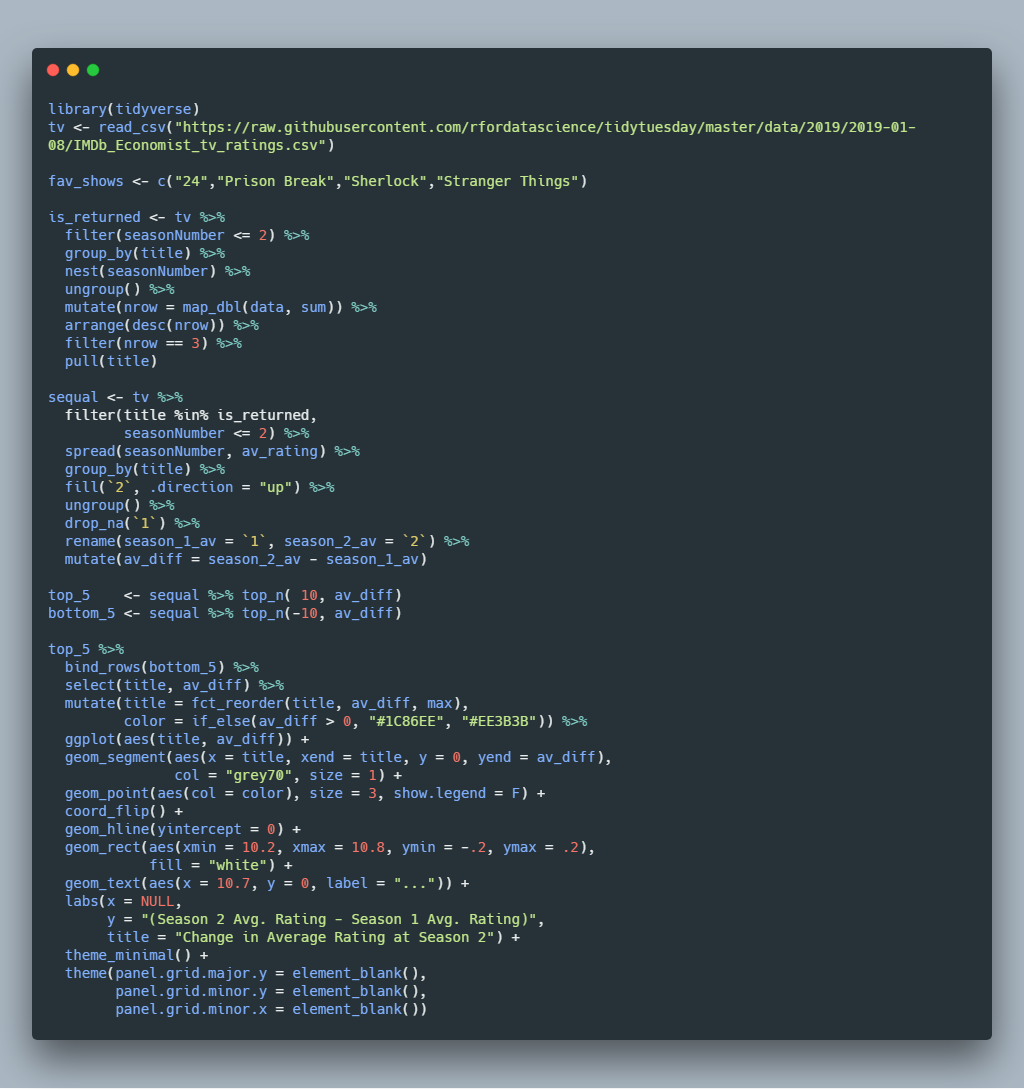 library(tidyverse)
tv <- read_csv("https://raw.githubusercontent.com/rfordatascience/tidytuesday/master/data/2019/2019-01-
08/IMDb_Economist_tv_ratings.csv")

fav_shows <- c("24","Prison Break","Sherlock","Stranger Things")

is_returned <- tv %>%
  filter(seasonNumber <= 2) %>%
  group_by(title) %>%
  nest(seasonNumber) %>%
  ungroup() %>%
  mutate(nrow = map_dbl(data, sum)) %>%
  arrange(desc(nrow)) %>%
  filter(nrow == 3) %>%
  pull(title)

sequal <- tv %>%
  filter(title %in% is_returned,
         seasonNumber <= 2) %>%
  spread(seasonNumber, av_rating) %>%
  group_by(title) %>%
  fill(`2`, .direction = "up") %>%
  ungroup() %>%
  drop_na(`1`) %>%
  rename(season_1_av = `1`, season_2_av = `2`) %>%
  mutate(av_diff = season_2_av - season_1_av)

top_5    <- sequal %>% top_n( 10, av_diff)
bottom_5 <- sequal %>% top_n(-10, av_diff)

top_5 %>%
  bind_rows(bottom_5) %>%
  select(title, av_diff) %>%
  mutate(title = fct_reorder(title, av_diff, max),
         color = if_else(av_diff > 0, "#1C86EE", "#EE3B3B")) %>%
  ggplot(aes(title, av_diff)) +
  geom_segment(aes(x = title, xend = title, y = 0, yend = av_diff),
               col = "grey70", size = 1) +
  geom_point(aes(col = color), size = 3, show.legend = F) +
  coord_flip() +
  geom_hline(yintercept = 0) +
  geom_rect(aes(xmin = 10.2, xmax = 10.8, ymin = -.2, ymax = .2),
            fill = "white") +
  geom_text(aes(x = 10.7, y = 0, label = "...")) +
  labs(x = NULL,
       y = "(Season 2 Avg. Rating - Season 1 Avg. Rating)",
       title = "Change in Average Rating at Season 2") +
  theme_minimal() +
  theme(panel.grid.major.y = element_blank(),
        panel.grid.minor.y = element_blank(),
        panel.grid.minor.x = element_blank())